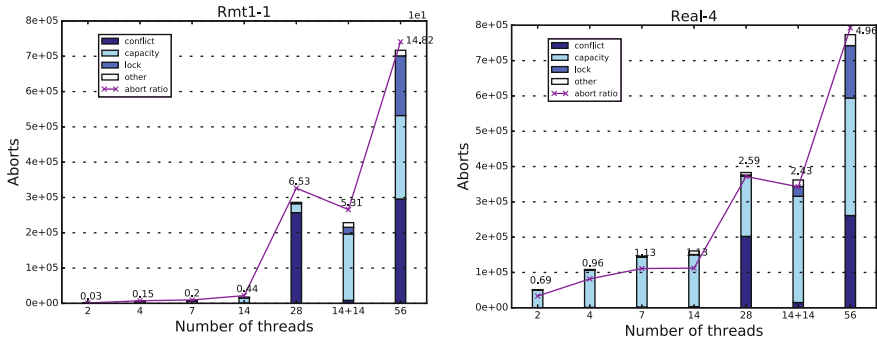 Rmt1-1
1e1
8e+05
7e+05
6e+05
5e+05
4e+05
3e+05
2e+05
1e+05
0e+00
Aborts
conflict
capacity
lock
other
abort ratio
0.03
0.15
0.2
0.44
6.53
5.31
14.82
2
4
7
14
28
14+14
56
Number of threads
Real-4
8e+05
7e+05
6e+05
5e+05
4e+05
3e+05
2e+05
1e+05
0e+00
Aborts
conflict
capacity
lock
other
abort ratio
0.69
0.96
1.13
1.13
2.59
2.43
4.96
2
4
7
14
28
14+14
56
Number of threads